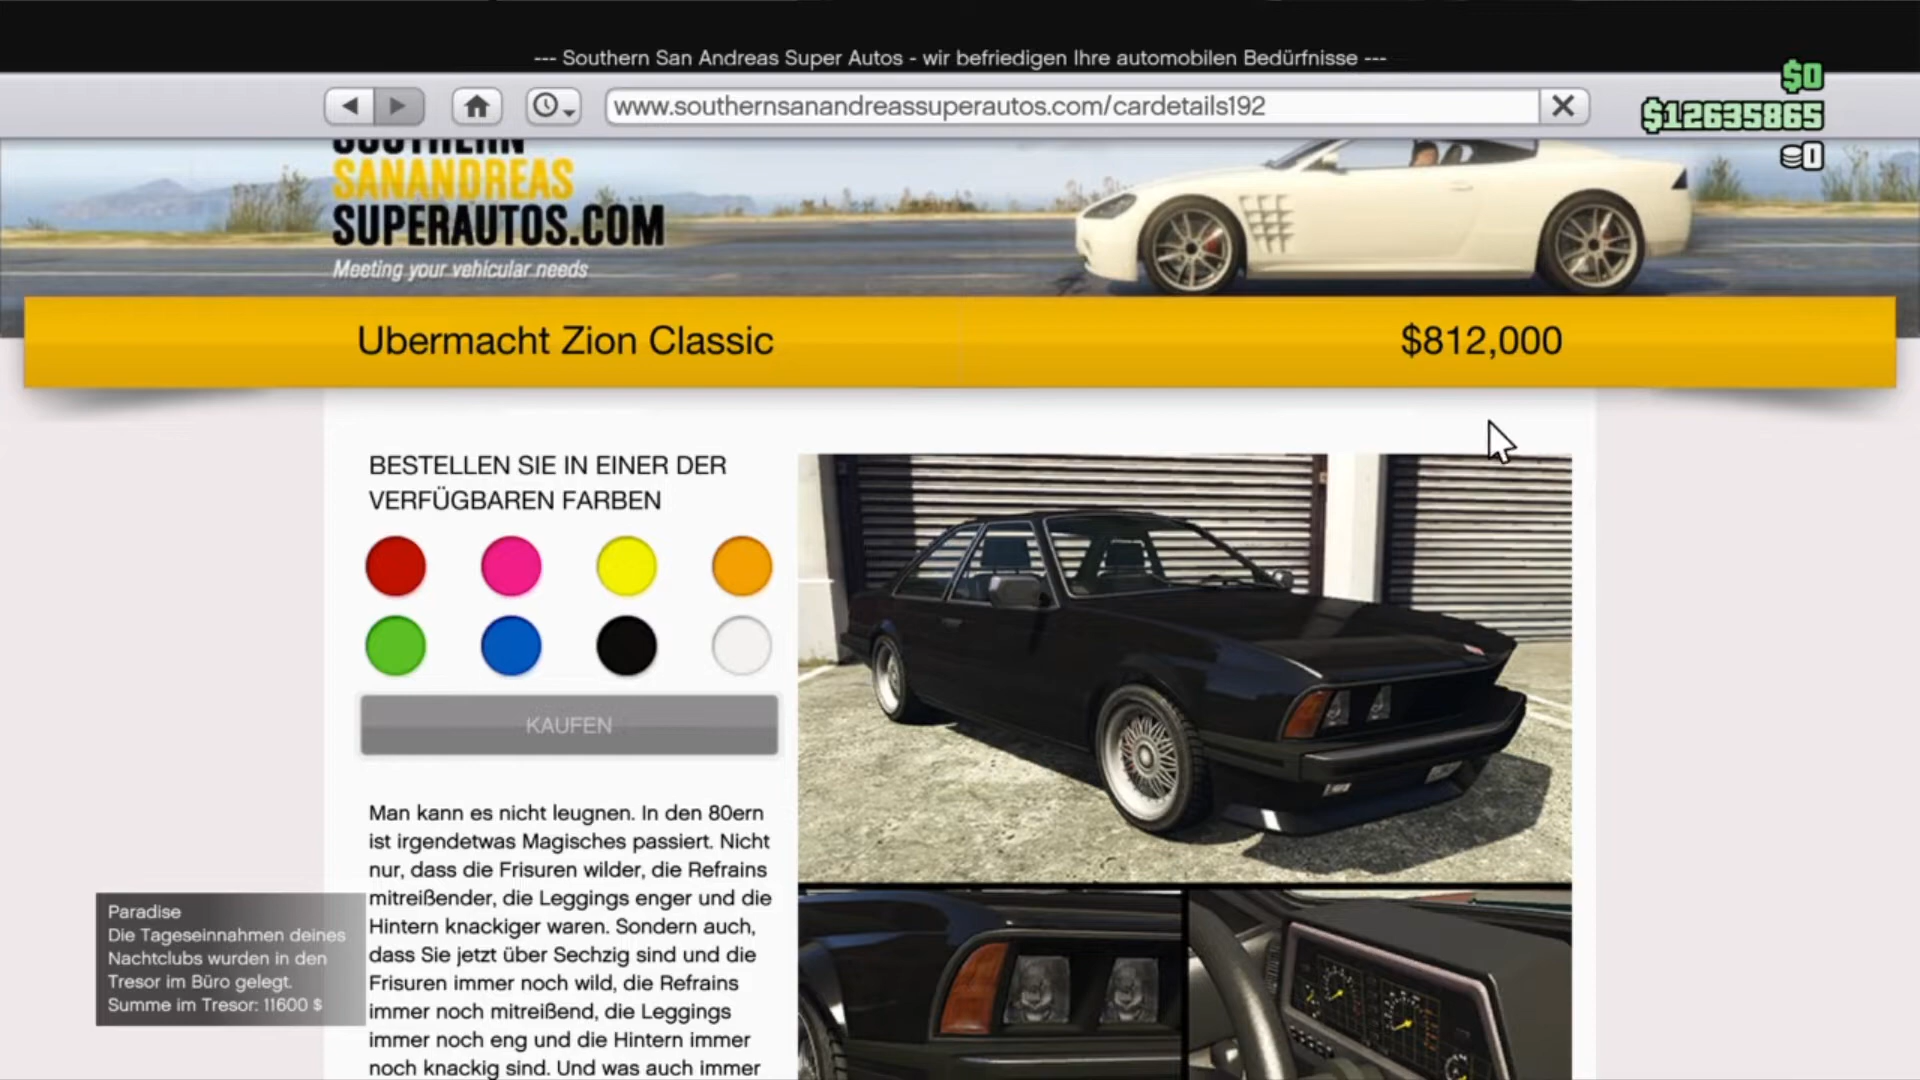 --- Southern San Andreas Super Autos - wir befriedigen Ihre automobilen Bedürfnisse ---
$0
www.southernsanandreassuperautos.com/cardetails192
$12635865
0
SOUTHERN
SANANDREAS
SUPERAUTOS.COM
Meeting your vehicular needs
Ubermacht Zion Classic
$812,000
BESTELLEN SIE IN EINER DER
VERFÜGBAREN FARBEN
KAUFEN
Man kann es nicht leugnen. In den 80ern
ist irgendetwas Magisches passiert. Nicht
nur, dass die Frisuren wilder, die Refrains
mitreißender, die Leggings enger und die
Hintern knackiger waren. Sondern auch,
dass Sie jetzt über Sechzig sind und die
Frisuren immer noch wild, die Refrains
immer noch mitreißend, die Leggings
immer noch eng und die Hintern immer
noch knackig sind. Und was auch immer
Paradise
Die Tageseinnahmen deines
Nachtclubs wurden in den
Tresor im Büro gelegt.
Summe im Tresor: 11600 $